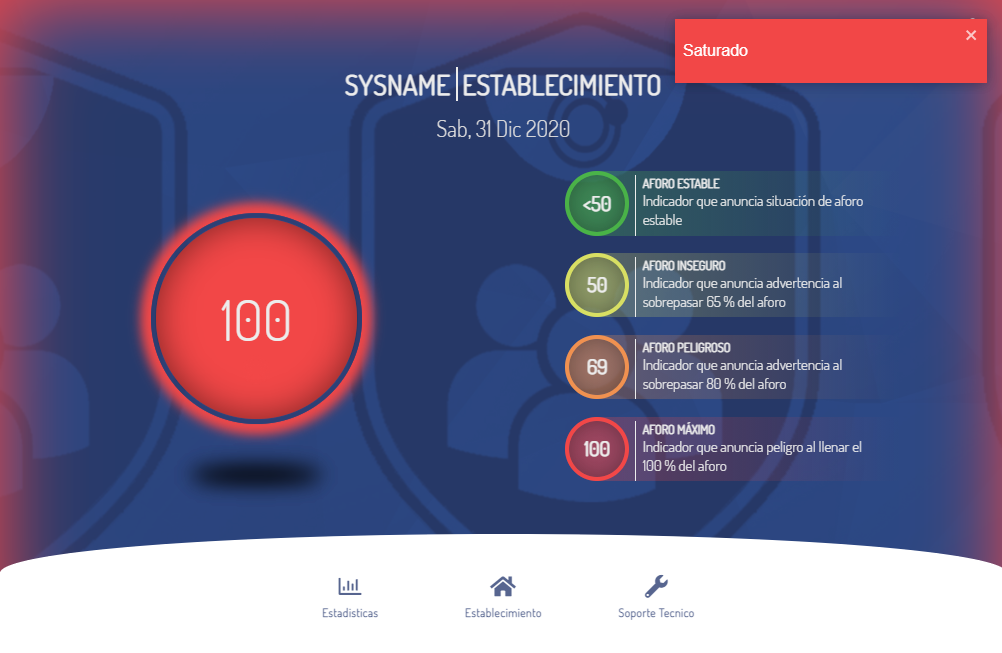 Saturado
SYSNAME|ESTABLECIMIENTO
Sab, 31 Dic 2020
100
<50
AFORO ESTABLE
Indicador que anuncia situación de aforo
estable
50
AFORO INSEGURO
Indicador que anuncia advertencia al
sobrepasar 65 % del aforo
69
AFORO PELIGROSO
Indicador que anuncia advertencia al
sobrepasar 80 % del aforo
100
AFORO MÁXIMO
Indicador que anuncia peligro al llenar el
100 % del aforo
Estadisticas
Establecimiento
Soporte Tecnico